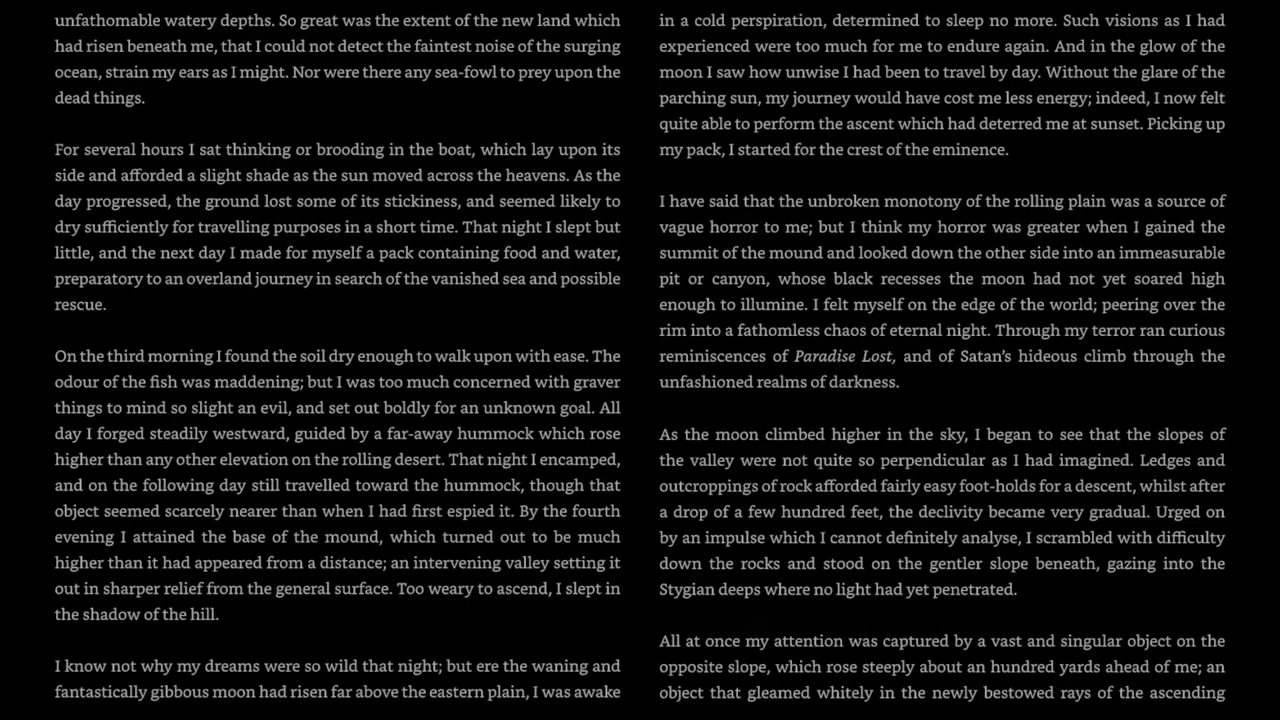 unfathomable watery depths. So great was the extent of the new land which
had risen beneath me, that I could not detect the faintest noise of the surging
ocean, strain my ears as I might. Nor were there any sea-fowl to prey upon the
dead things.
For several hours I sat thinking or brooding in the boat, which lay upon its
side and afforded a slight shade as the sun moved across the heavens. As the
day progressed, the ground lost some of its stickiness, and seemed likely to
dry sufficiently for travelling purposes in a short time. That night I slept but
little, and the next day I made for myself a pack containing food and water,
preparatory to an overland journey in search of the vanished sea and possible
rescue.
On the third morning I found the soil dry enough to walk upon with ease. The
odour of the fish was maddening; but I was too much concerned with graver
things to mind so slight an evil, and set out boldly for an unknown goal. All
day I forged steadily westward, guided by a far-away hummock which rose
higher than any other elevation on the rolling desert. That night I encamped,
and on the following day still travelled toward the hummock, though that
object seemed scarcely nearer than when I had first espied it. By the fourth
evening I attained the base of the mound, which turned out to be much
higher than it had appeared from a distance; an intervening valley setting it
out in sharper relief from the general surface. Too weary to ascend, I slept in
the shadow of the hill.
I know not why my dreams were so wild that night; but ere the waning and
fantastically gibbous moon had risen far above the eastern plain, I was awake
in a cold perspiration, determined to sleep no more. Such visions as I had
experienced were too much for me to endure again. And in the glow of the
moon I saw how unwise I had been to travel by day. Without the glare of the
parching sun, my journey would have cost me less energy; indeed, I now felt
quite able to perform the ascent which had deterred me at sunset. Picking up
my pack, I started for the crest of the eminence.
I have said that the unbroken monotony of the rolling plain was a source of
vague horror to me; but I think my horror was greater when I gained the
summit of the mound and looked down the other side into an immeasurable
pit or canyon, whose black recesses the moon had not yet soared high
enough to illumine. I felt myself on the edge of the world; peering over the
rim into a fathomless chaos of eternal night. Through my terror ran curious
reminiscences of Paradise Lost, and of Satan's hideous climb through the
unfashioned realms of darkness.
As the moon climbed higher in the sky, I began to see that the slopes of
the valley were not quite so perpendicular as I had imagined. Ledges and
outcroppings of rock afforded fairly easy foot-holds for a descent, whilst after
a drop of a few hundred feet, the declivity became very gradual. Urged on
by an impulse which I cannot definitely analyse, I scrambled with difficulty
down the rocks and stood on the gentler slope beneath, gazing into the
Stygian deeps where no light had yet penetrated.
All at once my attention was captured by a vast and singular object on the
opposite slope, which rose steeply about an hundred yards ahead of me; an
object that gleamed whitely in the newly bestowed rays of the ascending